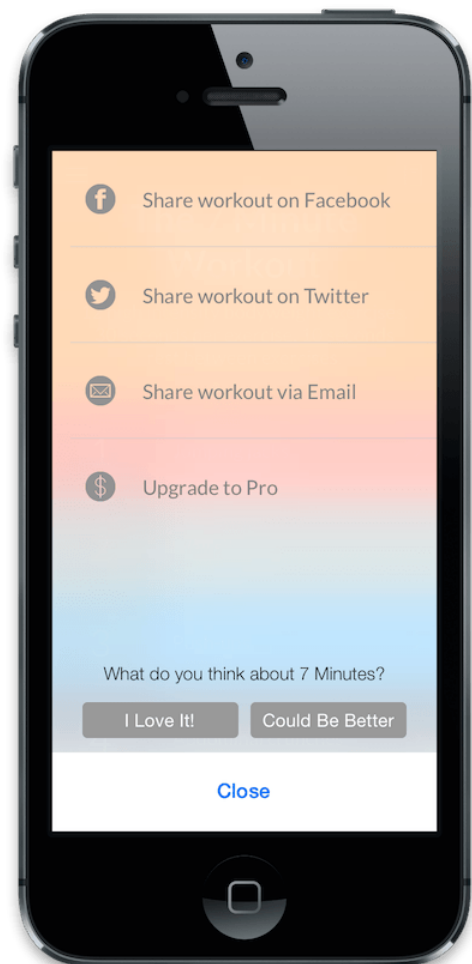 Share workout on Facebook
Share workout on Twitter
Share workout via Email
Upgrade to Pro
What do you think about 7 Minutes?
I Love It!
Could Be Better
Close